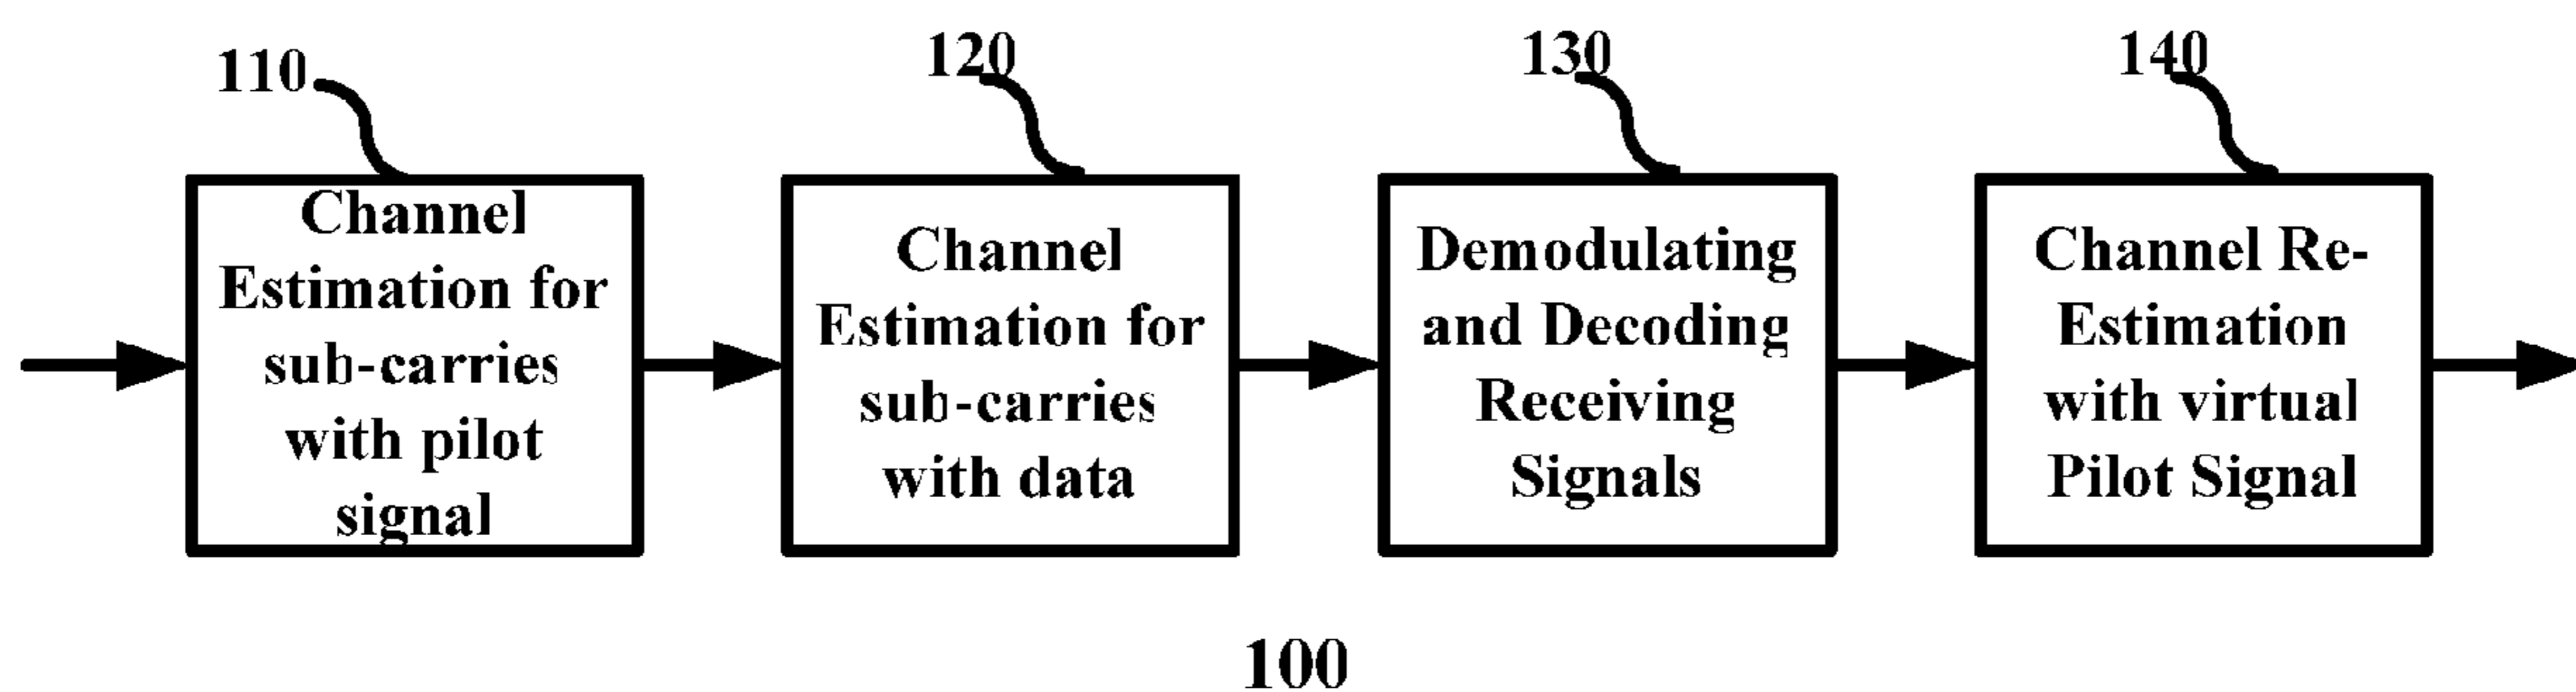 110
120
130
140
Channel
Estimation for
sub-carries
with pilot
signal
Channel
Estimation for
sub-carries
with data
Demodulating
and Decoding
Receiving
Signals
Channel Re-
Estimation
with virtual
Pilot Signal
100